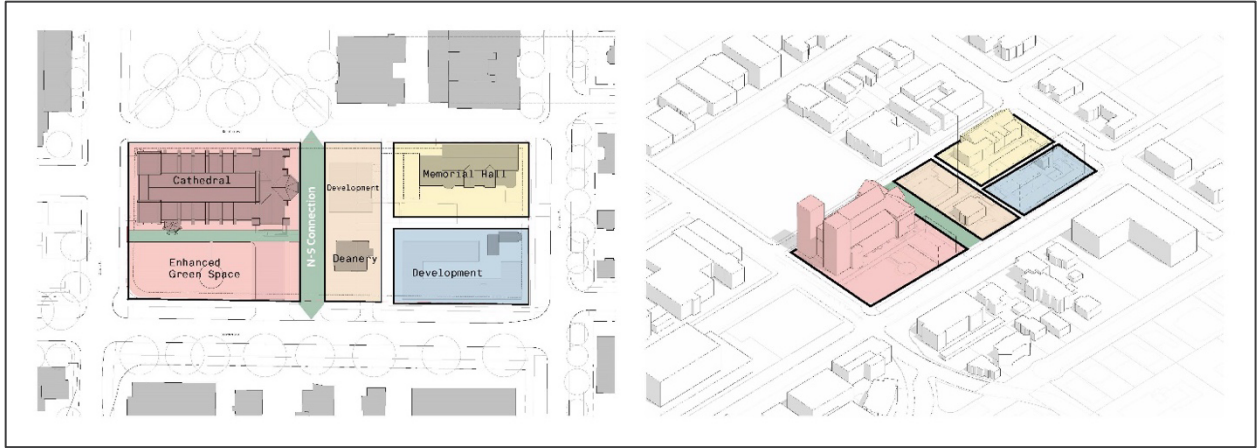 Cathedral
Development
Memorial Hall
N-S Connection
Enhanced
Green Space
Deanery
Development